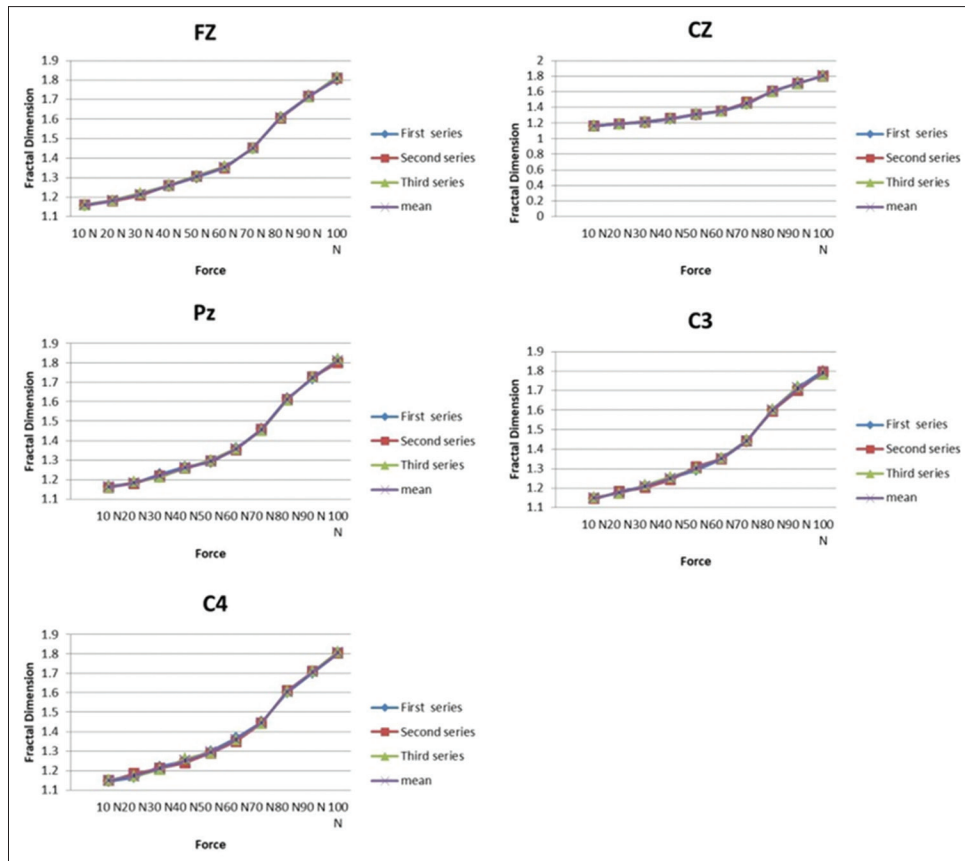 FZ
1.9
1.8
1.7
1.6
1.5
1.4
1.3
1.2
1.1
Fractal Dimension
10 N 20 N 30 N 40 N 50 N 60 N 70 N 80 N 90 N 100 N
Force
First series
Second series
Third series
mean
CZ
2
1.8
1.6
1.4
1.2
1
0.8
0.6
0.4
0.2
0
Fractal Dimension
10 N20 N30 N40 N50 N60 N70 N80 N90 N 100 N
Force
First series
Second series
Third series
mean
Pz
1.9
1.8
1.7
1.6
1.5
1.4
1.3
1.2
1.1
Fractal Dimension
10 N20 N30 N40 N50 N60 N70 N80 N90 N 100 N
Force
First series
Second series
Third series
mean
C3
1.9
1.8
1.7
1.6
1.5
1.4
1.3
1.2
1.1
Fractal Dimension
10 N20 N30 N40 N50 N60 N70 N80 N90 N 100 N
Force
First series
Second series
Third series
mean
C4
1.9
1.8
1.7
1.6
1.5
1.4
1.3
1.2
1.1
Fractal Dimension
10 N20 N30 N40 N50 N60 N70 N80 N90 N 100 N
Force
First series
Second series
Third series
mean